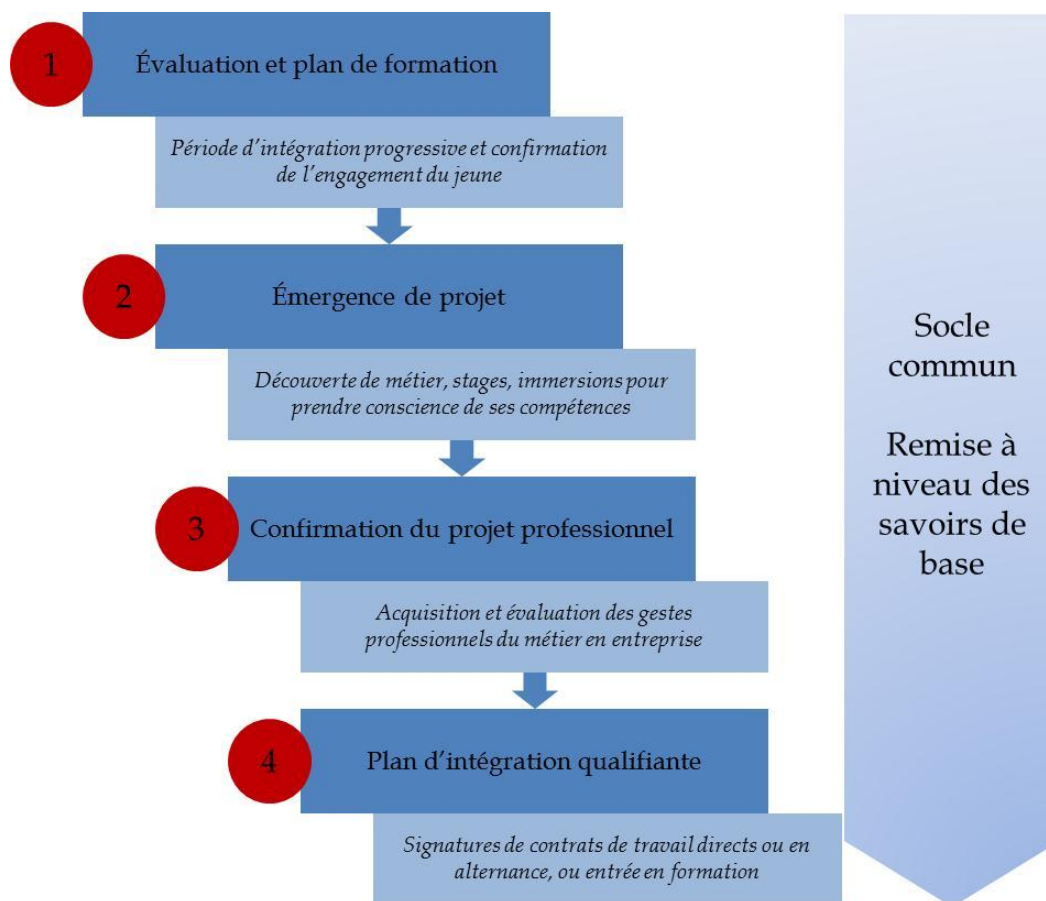 1
Évaluation et plan de formation
Période d'intégration progressive et confirmation
de l'engagement du jeune
2
Émergence de projet
Découverte de métier, stages, immersions pour
prendre conscience de ses compétences
3
Confirmation du projet professionnel
Acquisition et évaluation des gestes
professionnels du métier en entreprise
4
Plan d'intégration qualifiante
Signatures de contrats de travail directs ou en
alternance, ou entrée en formation
Socle
commun
Remise à
niveau des
savoirs de
base